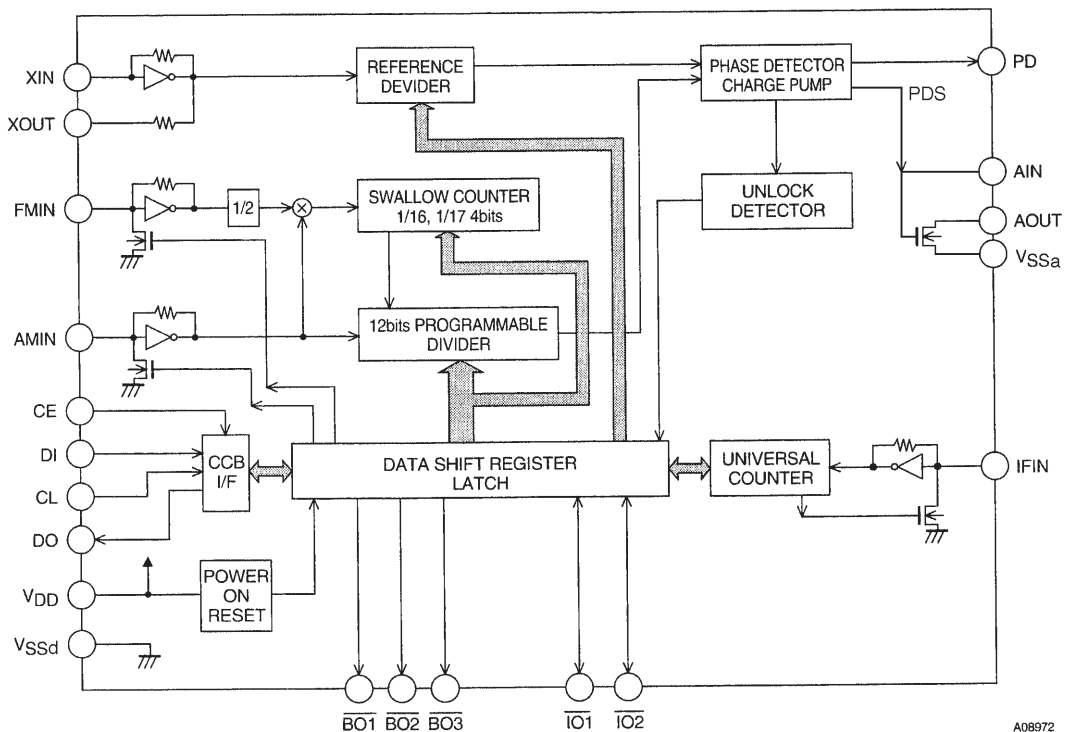 XIN
XOUT
FMIN
AMIN
CE
DI
CL
DO
VDD
VSSd
REFERENCE
DEVIDER
PHASE DETECTOR
CHARGE PUMP
PD
PDS
AIN
AOUT
VSSa
UNLOCK
DETECTOR
1/2
SWALLOW COUNTER
1/16, 1/17 4bits
12bits PROGRAMMABLE
DIVIDER
CCB
I/F
DATA SHIFT REGISTER
LATCH
UNIVERSAL
COUNTER
IFIN
POWER
ON
RESET
BO1
BO2
BO3
IO1
IO2
A08972